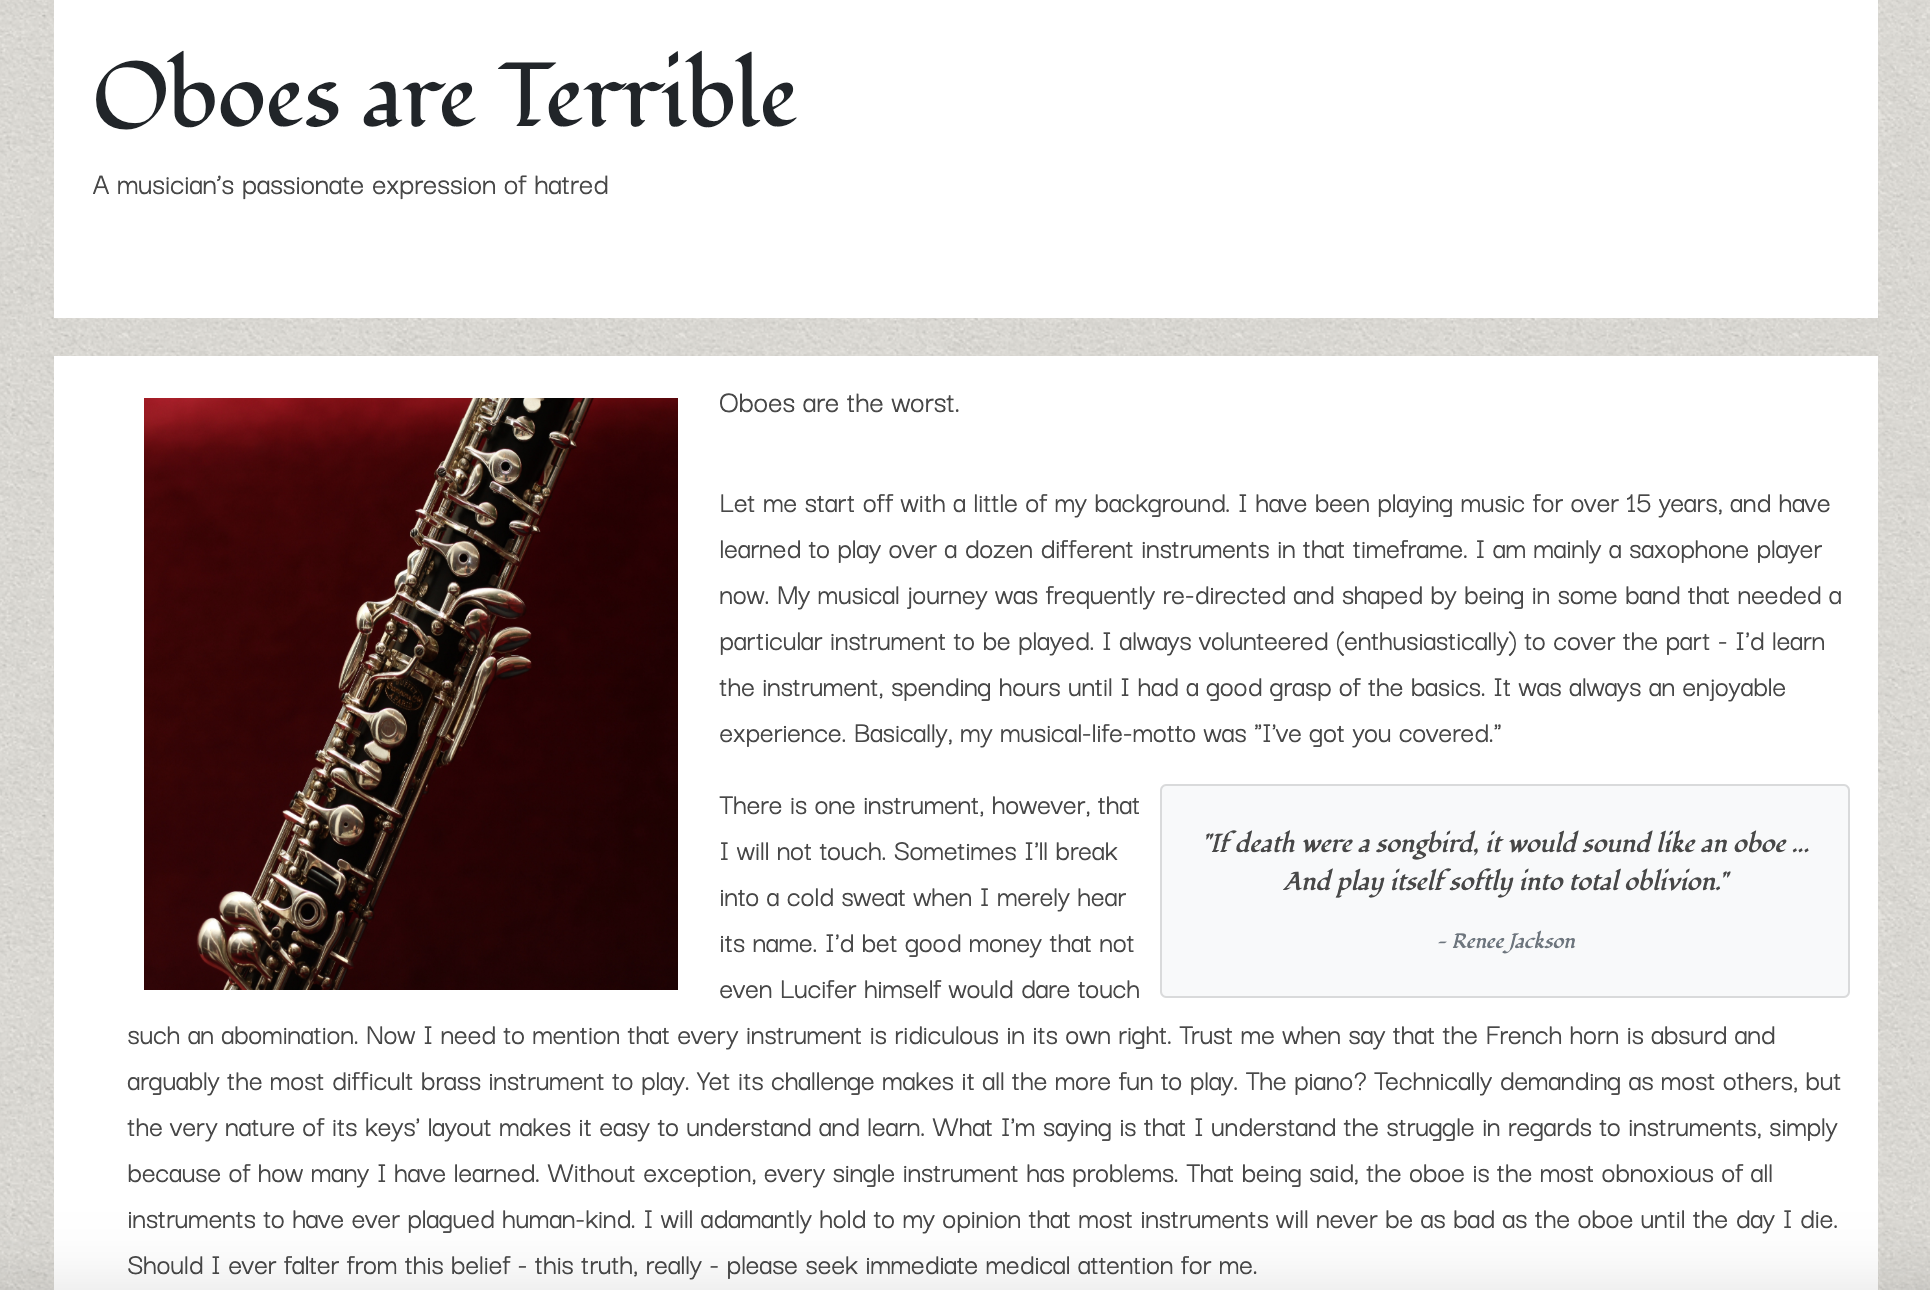 Oboes are Terrible
A musician's passionate expression of hatred
Oboes are the worst.
Let me start off with a little of my background. I have been playing music for over 15 years, and have
learned to play over a dozen different instruments in that timeframe. I am mainly a saxophone player
now. My musical journey was frequently re-directed and shaped by being in some band that needed a
particular instrument to be played. I always volunteered (enthusiastically) to cover the part - I'd learn
the instrument, spending hours until I had a good grasp of the basics. It was always an enjoyable
experience. Basically, my musical-life-motto was "I've got you covered."
There is one instrument, however, that
I will not touch. Sometimes I'll break
into a cold sweat when I merely hear
its name. I'd bet good money that not
even Lucifer himself would dare touch
"If death were a songbird, it would sound like an oboe ...
And play itself softly into total oblivion."
- Renee Jackson
such an abomination. Now I need to mention that every instrument is ridiculous in its own right. Trust me when say that the French horn is absurd and
arguably the most difficult brass instrument to play. Yet its challenge makes it all the more fun to play. The piano? Technically demanding as most others, but
the very nature of its keys' layout makes it easy to understand and learn. What I'm saying is that I understand the struggle in regards to instruments, simply
because of how many I have learned. Without exception, every single instrument has problems. That being said, the oboe is the most obnoxious of all
instruments to have ever plagued human-kind. I will adamantly hold to my opinion that most instruments will never be as bad as the oboe until the day I die.
Should I ever falter from this belief - this truth, really - please seek immediate medical attention for me.